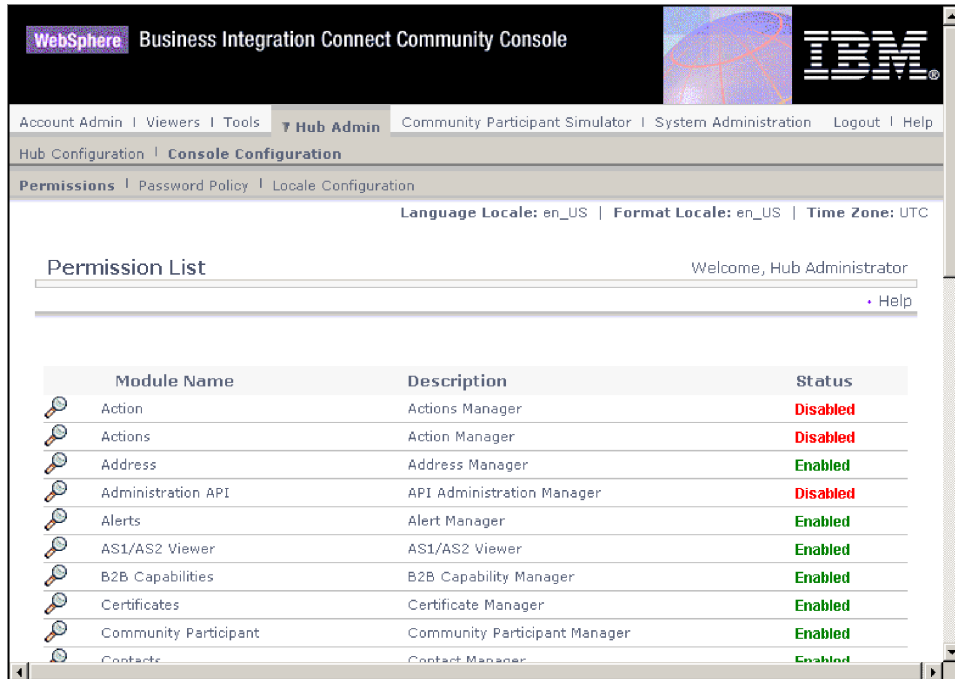 WebSphere Business Integration Connect Community Console
IBM®
Account Admin | Viewers | Tools Hub Admin Community Participant Simulator | System Administration Logout | Help
Hub Configuration | Console Configuration
Permissions | Password Policy | Locale Configuration
Language Locale: en_US | Format Locale: en_US | Time Zone: UTC
Permission List Welcome, Hub Administrator
• Help
Module Name Description Status
Action Actions Manager Disabled
Actions Action Manager Disabled
Address Address Manager Enabled
Administration API API Administration Manager Disabled
Alerts Alert Manager Enabled
AS1/AS2 Viewer AS1/AS2 Viewer Enabled
B2B Capabilities B2B Capability Manager Enabled
Certificates Certificate Manager Enabled
Community Participant Community Participant Manager Enabled
Contacts Contact Manager Enabled